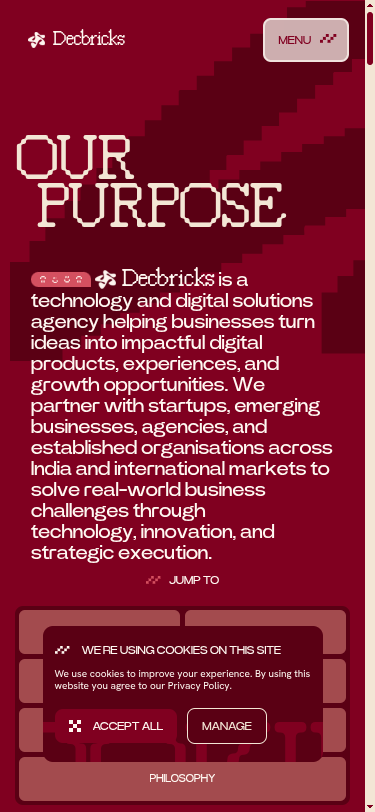 Decbricks
MENU
OUR
PURPOSE
Decbricks is a
technology and digital solutions
agency helping businesses turn
ideas into impactful digital
products, experiences, and
growth opportunities. We
partner with startups, emerging
businesses, agencies, and
established organisations across
India and international markets to
solve real-world business
challenges through
technology, innovation, and
strategic execution.
JUMP TO
WE'RE USING COOKIES ON THIS SITE
We use cookies to improve your experience. By using this
website you agree to our Privacy Policy.
ACCEPT ALL
MANAGE
PHILOSOPHY